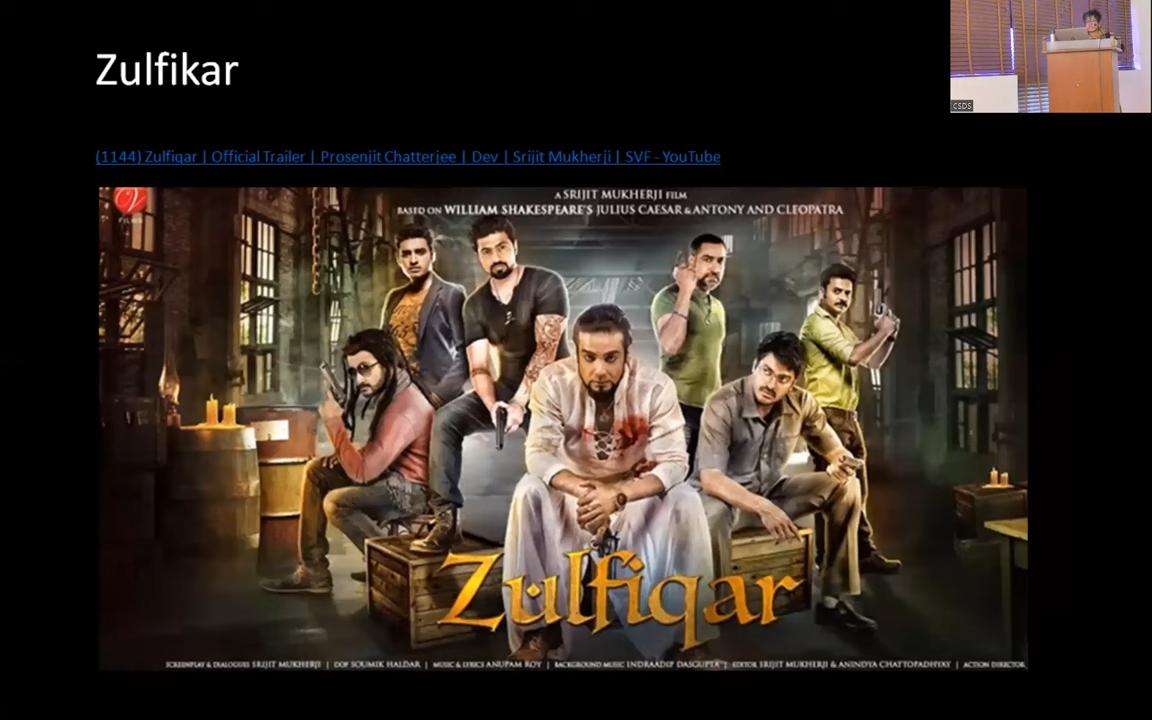 Zulfikar
CSDS
(1144) Zulfiqar | Official Trailer | Prosenjit Chatterjee | Dev | Srijit Mukherji | SVF - YouTube
A SRIJIT MUKHERJI FILM
BASED ON WILLIAM SHAKESPEARE'S JULIUS CAESAR & ANTONY AND CLEOPATRA
FILMS
Zulfiqar
SCREENPLAY & DIALOGUES SRIJIT MUKHERJI | DOP SOUMIK HALDAR | MUSIC & LYRICS ANUPAM ROY | BACKGROUND MUSIC INDRAADIP DASGUPTA | EDITOR SRIJIT MUKHERJI & ANINDYA CHATTOPADHYAY | ACTION DIRECTOR